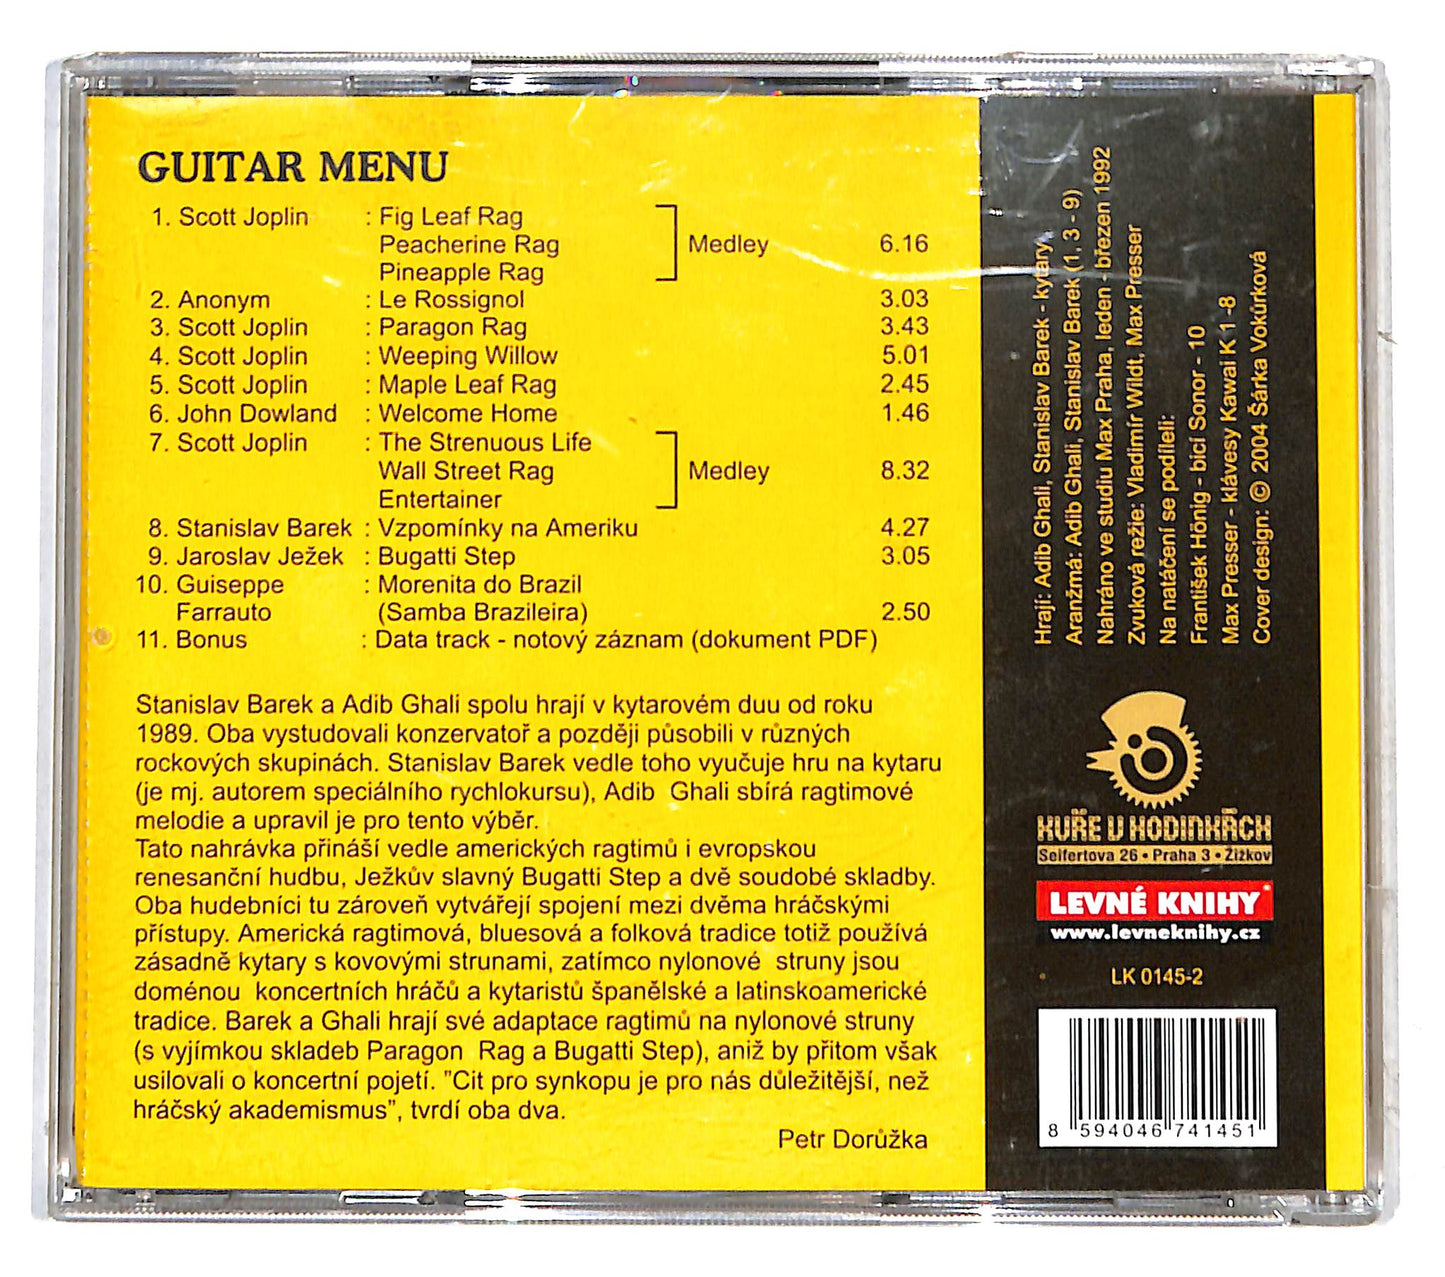 GUITAR MENU
1. Scott Joplin : Fig Leaf Rag
Peacherine Rag Medley 6.16
Pineapple Rag
2. Anonym : Le Rossignol 3.03
3. Scott Joplin : Paragon Rag 3.43
4. Scott Joplin : Weeping Willow 5.01
5. Scott Joplin : Maple Leaf Rag 2.45
6. John Dowland : Welcome Home 1.46
7. Scott Joplin : The Strenuous Life
Wall Street Rag Medley 8.32
Entertainer
8. Stanislav Barek : Vzpomínky na Ameriku 4.27
9. Jaroslav Ježek : Bugatti Step 3.05
10. Guiseppe : Morenita do Brazil
Farrauto (Samba Brazileira) 2.50
11. Bonus : Data track - notový záznam (dokument PDF)
Stanislav Barek a Adib Ghali spolu hrají v kytarovém duu od roku
1989. Oba vystudovali konzervatoř a později působili v různých
rockových skupinách. Stanislav Barek vedle toho vyučuje hru na kytaru
(je mj. autorem speciálního rychlokursu), Adib Ghali sbírá ragtimové
melodie a upravil je pro tento výběr.
Tato nahrávka přináší vedle amerických ragtimů i evropskou
renesanční hudbu, Ježkův slavný Bugatti Step a dvě soudobé skladby.
Oba hudebníci tu zároveň vytvářejí spojení mezi dvěma hráčskými
přístupy. Americká ragtimová, bluesová a folková tradice totiž používá
zásadně kytary s kovovými strunami, zatímco nylonové struny jsou
doménou koncertních hráčů a kytaristů španělské a latinskoamerické
tradice. Barek a Ghali hrají své adaptace ragtimů na nylonové struny
(s vyjímkou skladeb Paragon Rag a Bugatti Step), aniž by přitom však
usilovali o koncertní pojetí. "Cit pro synkopu je pro nás důležitější, než
hráčský akademismus", tvrdí oba dva.
Petr Dorůžka
Hrají: Adib Ghali, Stanislav Barek - kytary,
Aranžmá: Adib Ghali, Stanislav Barek (1, 3 - 9)
Nahráno ve studiu Max Praha, leden - březen 1992
Zvuková režie: Vladimír Wildt, Max Presser
Na natáčení se podíleli:
František Hönig - bicí Sonor - 10
Max Presser - klávesy Kawai K 1 -8
Cover design: © 2004 Šárka Vokůrková
KUŘE V HODINKÁCH
Seifertova 26 • Praha 3 • Žižkov
LEVNÉ KNIHY®
www.levneknihy.cz
LK 0145-2
8 594046 741451